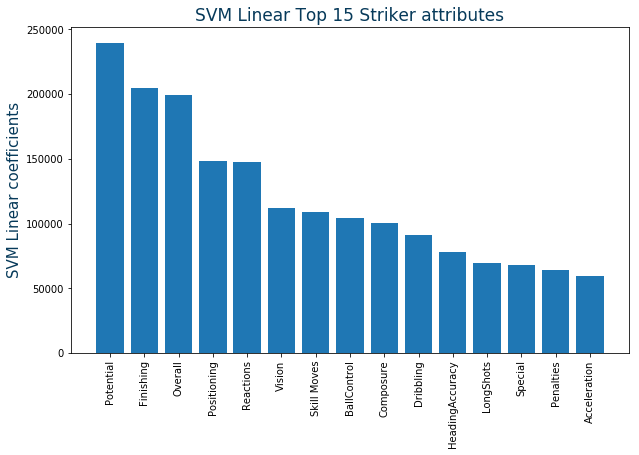 SVM Linear Top 15 Striker attributes
SVM Linear coefficients
250000
200000
150000
100000
50000
0
Potential
Finishing
Overall
Positioning
Reactions
Vision
Skill Moves
BallControl
Composure
Dribbling
HeadingAccuracy
LongShots
Special
Penalties
Acceleration